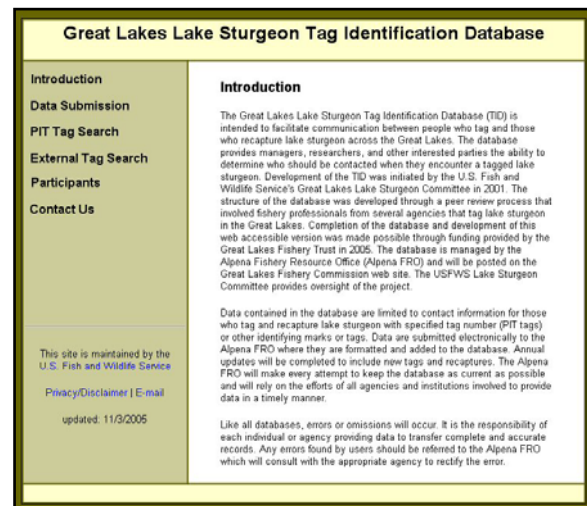 Great Lakes Lake Sturgeon Tag Identification Database
Introduction
Data Submission
PIT Tag Search
External Tag Search
Participants
Contact Us
This site is maintained by the
U.S. Fish and Wildlife Service
Privacy/Disclaimer | E-mail
updated: 11/3/2005
Introduction
The Great Lakes Lake Sturgeon Tag Identification Database (TID) is
intended to facilitate communication between people who tag and those
who recapture lake sturgeon across the Great Lakes. The database
provides managers, researchers, and other interested parties the ability to
determine who should be contacted when they encounter a tagged lake
sturgeon. Development of the TID was initiated by the U.S. Fish and
Wildlife Service's Great Lakes Lake Sturgeon Committee in 2001. The
structure of the database was developed through a peer review process that
involved fishery professionals from several agencies that tag lake sturgeon
in the Great Lakes. Completion of the database and development of this
web accessible version was made possible through funding provided by the
Great Lakes Fishery Trust in 2005. The database is managed by the
Alpena Fishery Resource Office (Alpena FRO) and will be posted on the
Great Lakes Fishery Commission web site. The USFWS Lake Sturgeon
Committee provides oversight of the project.
Data contained in the database are limited to contact information for those
who tag and recapture lake sturgeon with specified tag number (PIT tags)
or other identifying marks or tags. Data are submitted electronically to the
Alpena FRO where they are formatted and added to the database. Annual
updates will be completed to include new tags and recaptures. The Alpena
FRO will make every attempt to keep the database as current as possible
and will rely on the efforts of all agencies and institutions involved to provide
data in a timely manner.
Like all databases, errors or omissions will occur. It is the responsibility of
each individual or agency providing data to transfer complete and accurate
records. Any errors found by users should be referred to the Alpena FRO
which will consult with the appropriate agency to rectify the error.